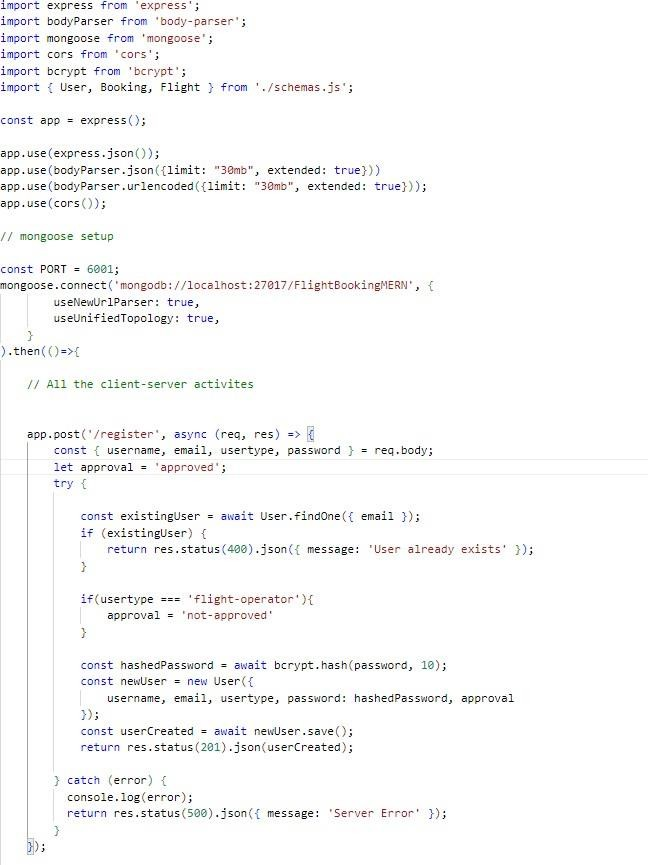 import express from 'express';
import bodyParser from 'body-parser';
import mongoose from 'mongoose';
import cors from 'cors';
import bcrypt from 'bcrypt';
import { User, Booking, Flight } from './schemas.js';

const app = express();

app.use(express.json());
app.use(bodyParser.json({limit: "30mb", extended: true}))
app.use(bodyParser.urlencoded({limit: "30mb", extended: true}));
app.use(cors());

// mongoose setup

const PORT = 6001;
mongoose.connect('mongodb://localhost:27017/FlightBookingMERN', {
        useNewUrlParser: true,
        useUnifiedTopology: true,
    }
).then(()=>{

    // All the client-server activites


    app.post('/register', async (req, res) => {
        const { username, email, usertype, password } = req.body;
        let approval = 'approved';
        try {

            const existingUser = await User.findOne({ email });
            if (existingUser) {
                return res.status(400).json({ message: 'User already exists' });
            }

            if(usertype === 'flight-operator'){
                approval = 'not-approved'
            }

            const hashedPassword = await bcrypt.hash(password, 10);
            const newUser = new User({
                username, email, usertype, password: hashedPassword, approval
            });
            const userCreated = await newUser.save();
            return res.status(201).json(userCreated);

        } catch (error) {
          console.log(error);
          return res.status(500).json({ message: 'Server Error' });
        }
    });